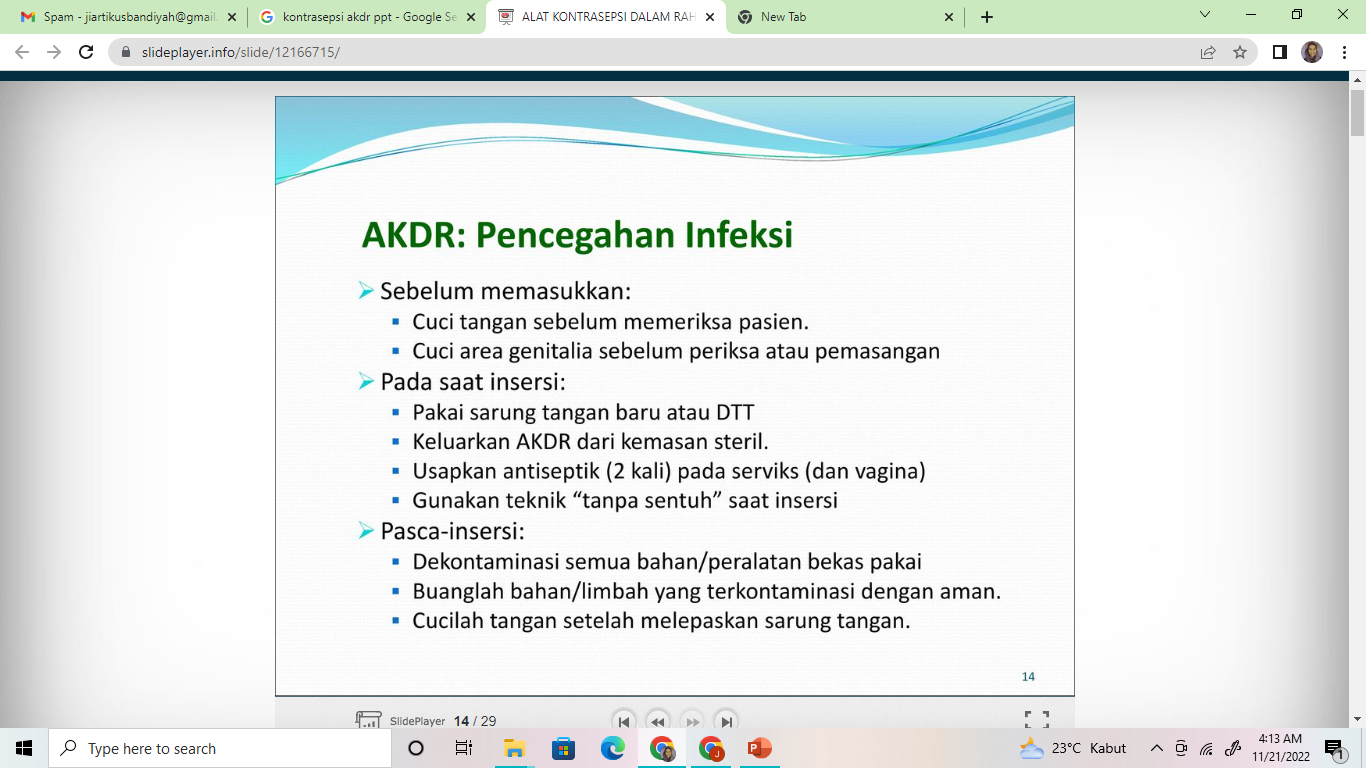 Spam - jiartikusbandiyah@gmail.
kontrasepsi akdr ppt - Google Se
ALAT KONTRASEPSI DALAM RAH
New Tab
slideplayer.info/slide/12166715/
AKDR: Pencegahan Infeksi
Sebelum memasukkan:
Cuci tangan sebelum memeriksa pasien.
Cuci area genitalia sebelum periksa atau pemasangan
Pada saat insersi:
Pakai sarung tangan baru atau DTT
Keluarkan AKDR dari kemasan steril.
Usapkan antiseptik (2 kali) pada serviks (dan vagina)
Gunakan teknik “tanpa sentuh” saat insersi
Pasca-insersi:
Dekontaminasi semua bahan/peralatan bekas pakai
Buanglah bahan/limbah yang terkontaminasi dengan aman.
Cucilah tangan setelah melepaskan sarung tangan.
14
SlidePlayer 14 / 29
Type here to search
23°C Kabut
4:13 AM
11/21/2022
1